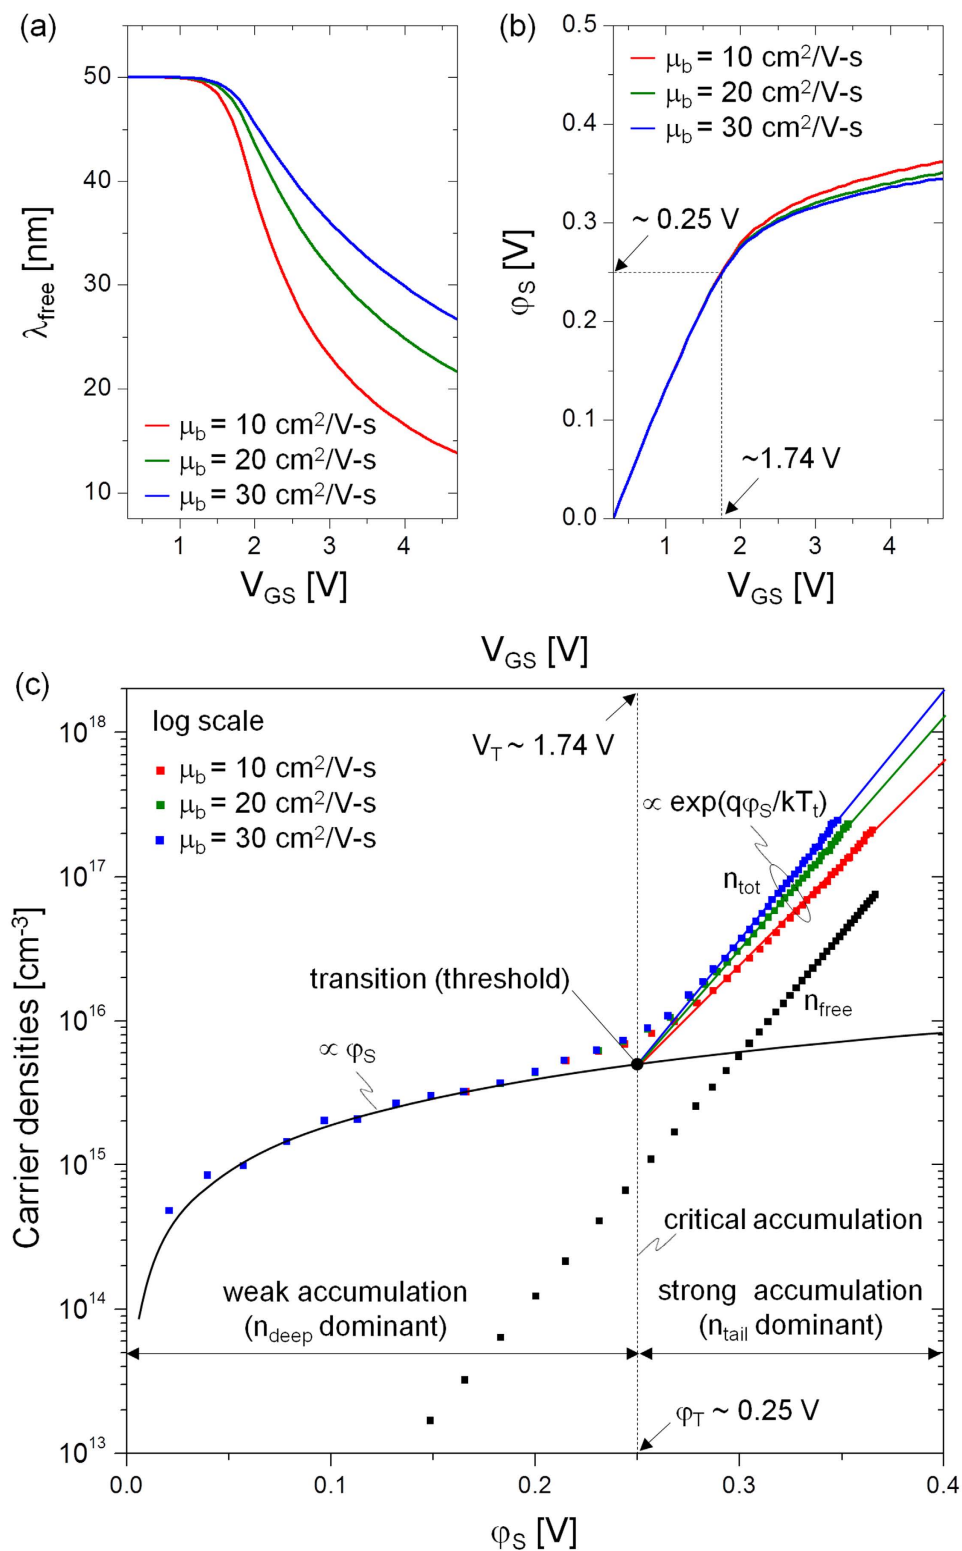 (a)
50
40
30
20
10
λfree [nm]
μb = 10 cm2/V-s
μb = 20 cm2/V-s
μb = 30 cm2/V-s
1 2 3 4
VGS [V]
(b)
0.5
0.4
0.3
0.2
0.1
0.0
φS [V]
μb = 10 cm2/V-s
μb = 20 cm2/V-s
μb = 30 cm2/V-s
~ 0.25 V
~1.74 V
1 2 3 4
VGS [V]
VGS [V]
(c)
1018
1017
1016
1015
1014
1013
Carrier densities [cm-3]
log scale
μb = 10 cm2/V-s
μb = 20 cm2/V-s
μb = 30 cm2/V-s
VT ~ 1.74 V
∝ exp(qφS/kTt)
ntot
nfree
transition (threshold)
∝ φS
critical accumulation
weak accumulation
(ndeep dominant)
strong accumulation
(ntail dominant)
φT ~ 0.25 V
0.0 0.1 0.2 0.3 0.4
φS [V]